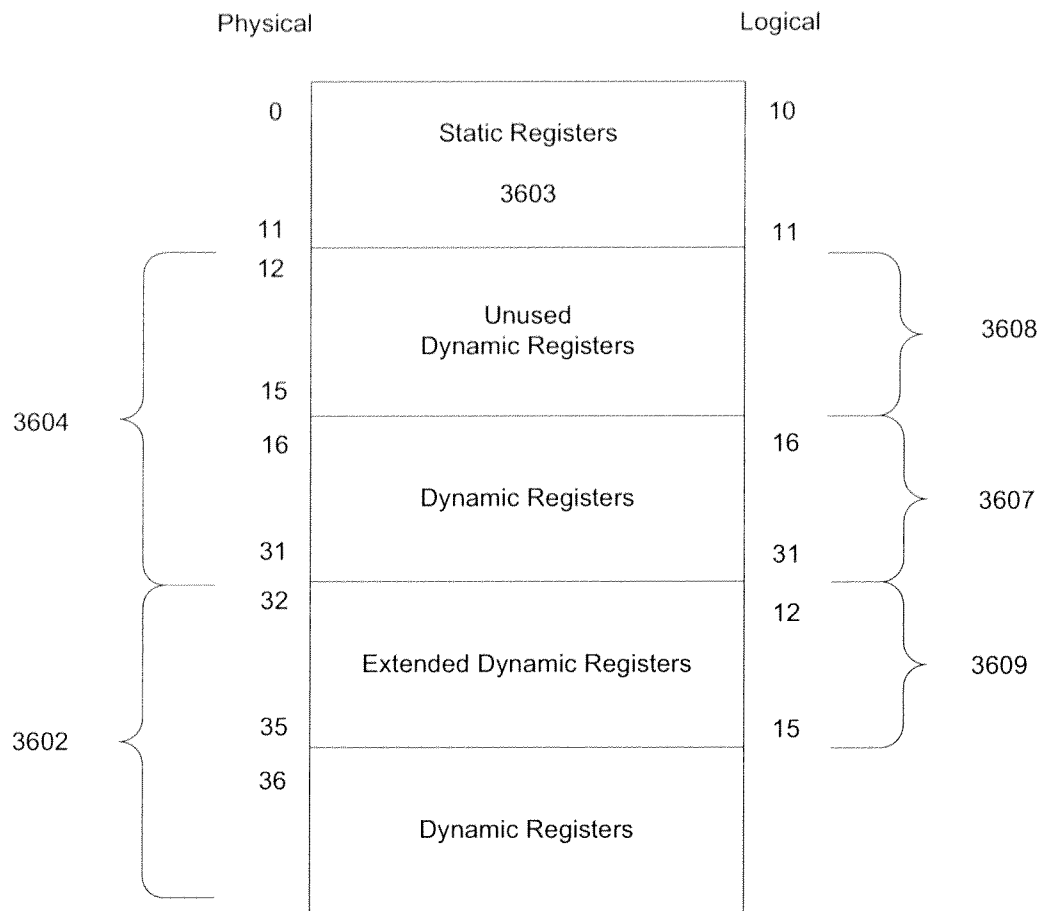 Physical Logical
0 10
Static Registers
3603
11 11
12
Unused
Dynamic Registers
3608
15
3604
16 16
Dynamic Registers
3607
31 31
32 12
Extended Dynamic Registers
3609
35 15
3602
36
Dynamic Registers